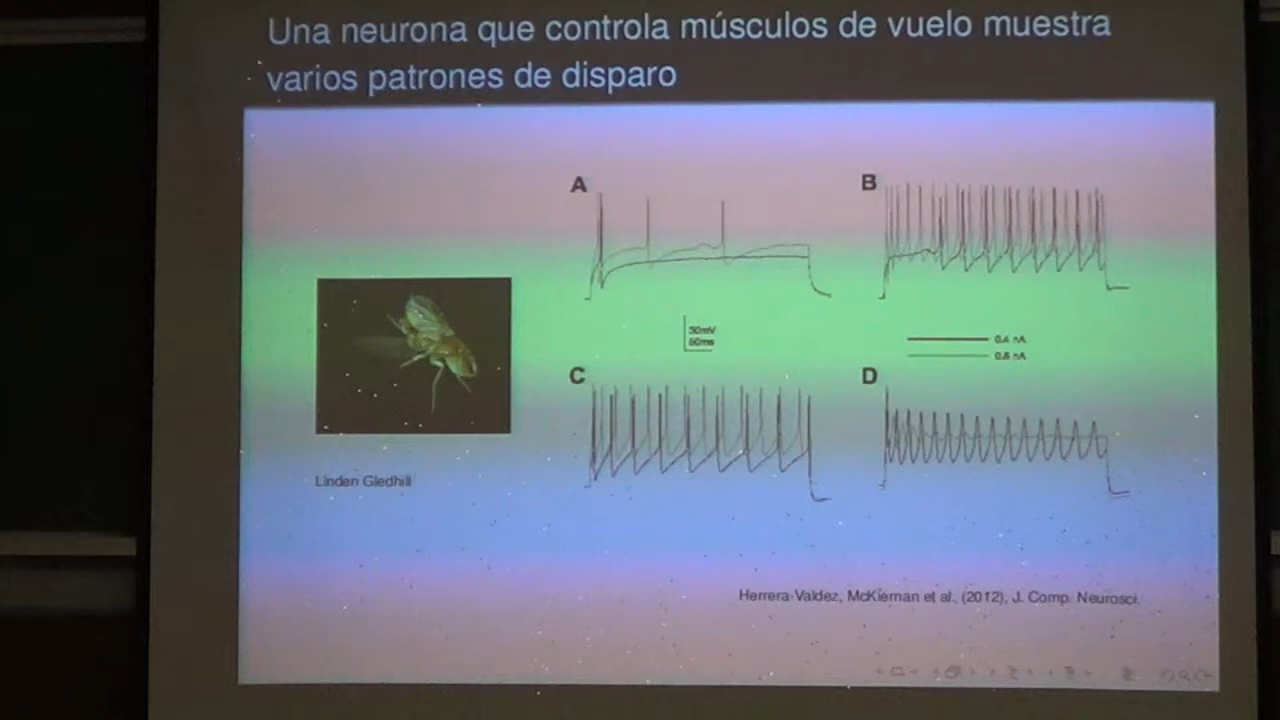 Una neurona que controla músculos de vuelo muestra
varios patrones de disparo
A
B
30mV
50ms
0.4 nA
0.8 nA
C
D
Linden Gledhill
Herrera-Valdez, McKiernan et al., (2012), J. Comp. Neurosci.